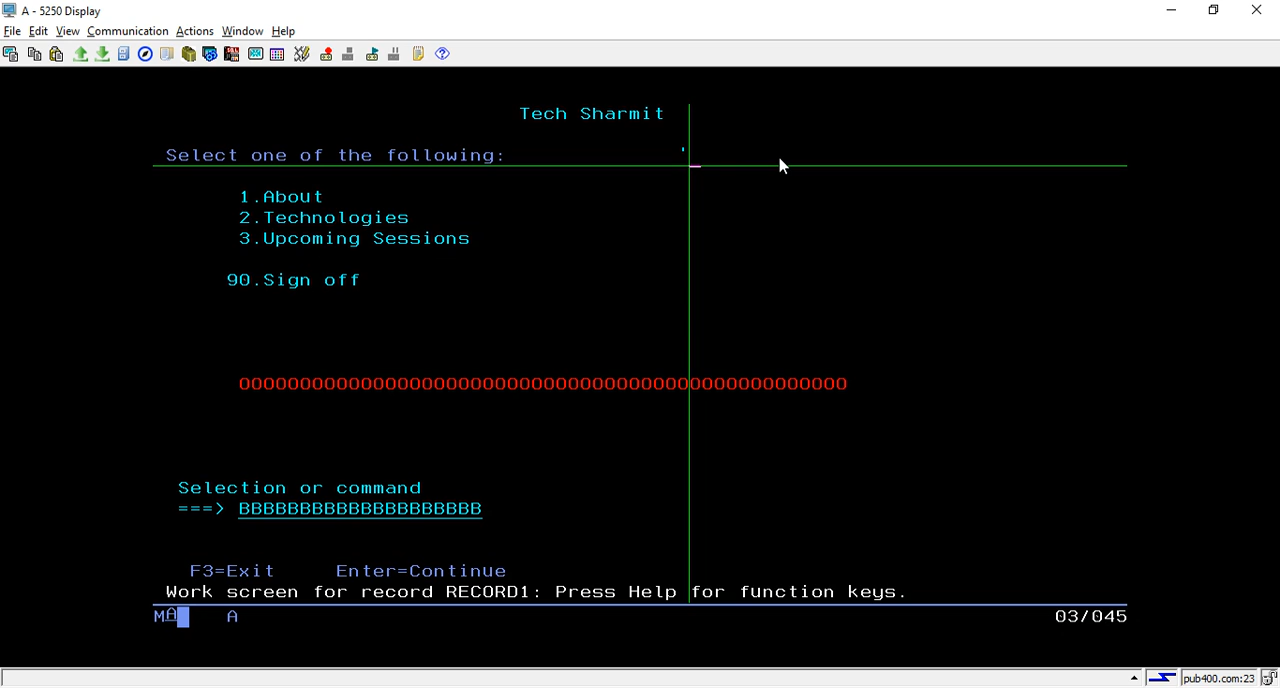 A - 5250 Display
File Edit View Communication Actions Window Help
Tech Sharmit
'
Select one of the following:
1.About
2.Technologies
3.Upcoming Sessions
90.Sign off
OOOOOOOOOOOOOOOOOOOOOOOOOOOOOOOOOOOOOOOOOOOOOOOOOO
Selection or command
===> BBBBBBBBBBBBBBBBBBBB
F3=Exit Enter=Continue
Work screen for record RECORD1: Press Help for function keys.
MA A 03/045
pub400.com:23